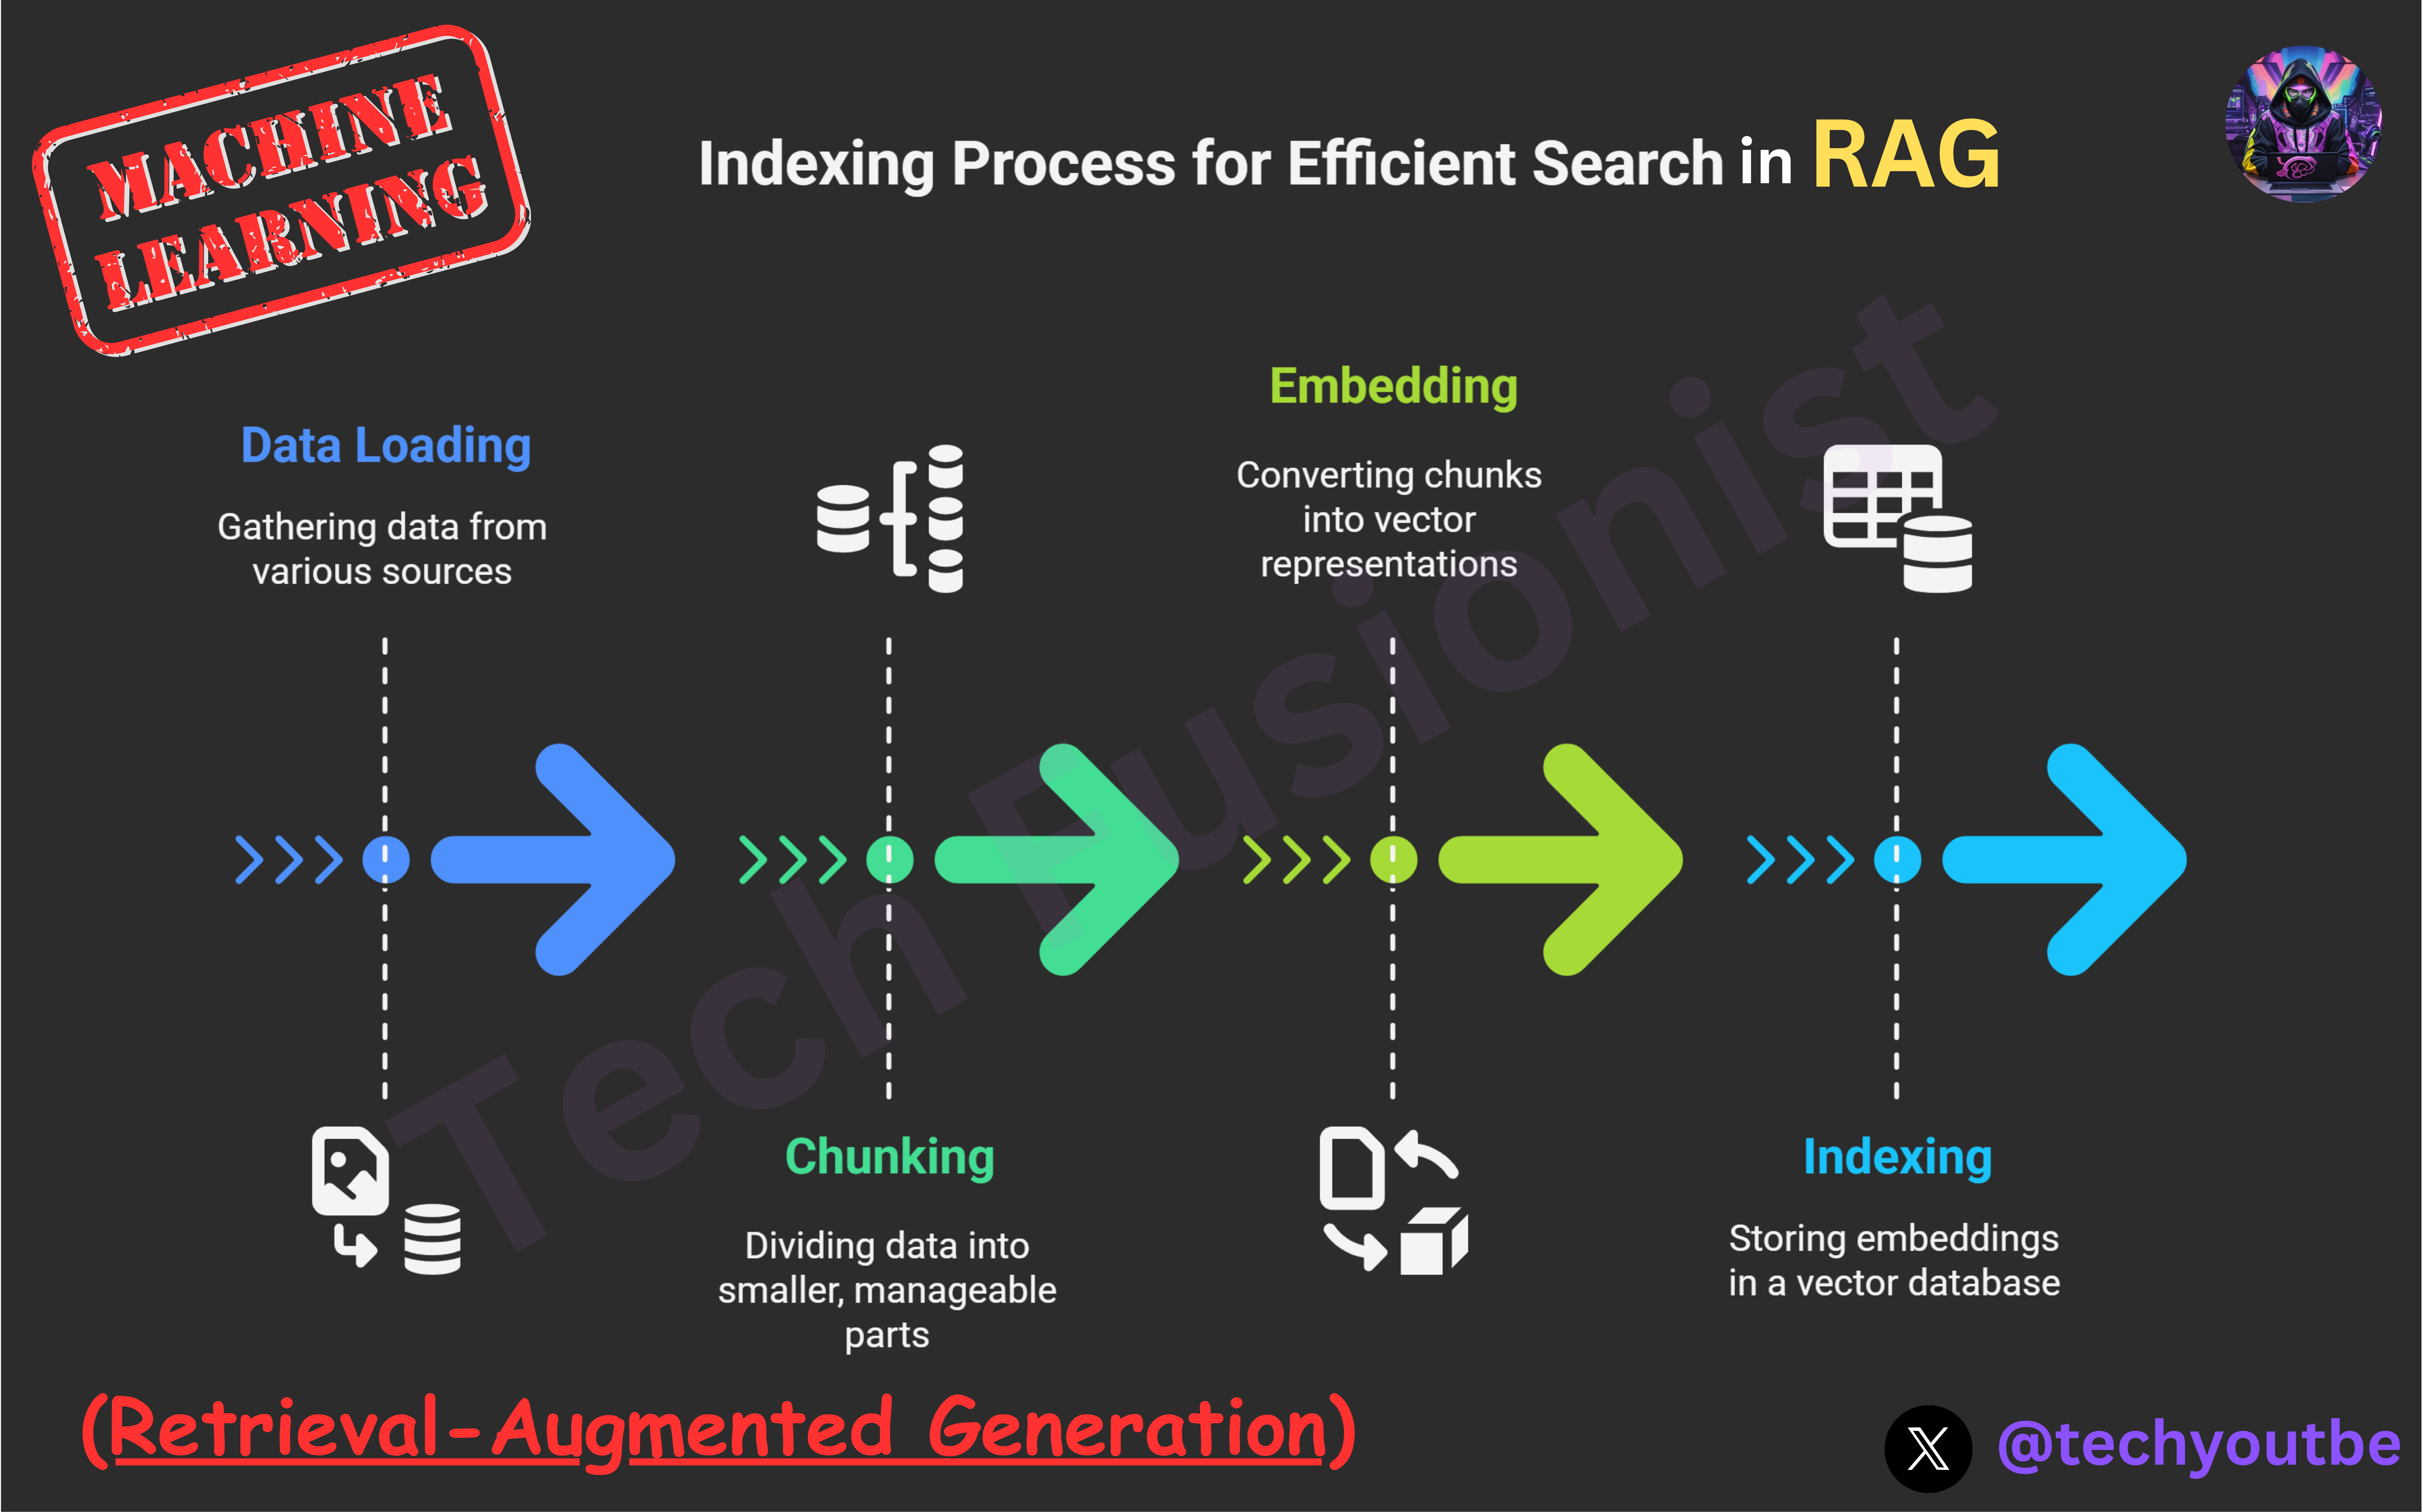 MACHINE
LEARNING
Indexing Process for Efficient Search in RAG
Data Loading
Gathering data from
various sources
Chunking
Dividing data into
smaller, manageable
parts
Embedding
Converting chunks
into vector
representations
Indexing
Storing embeddings
in a vector database
Tech Fusionist
(Retrieval-Augmented Generation)
@techyoutbe